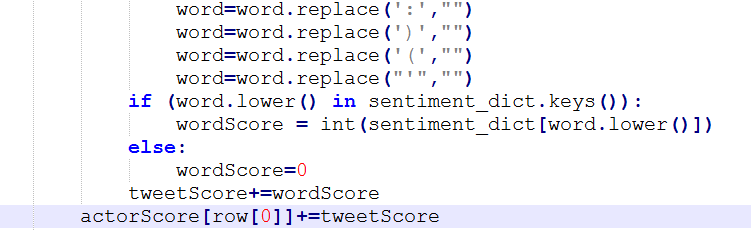 word=word.replace(':',"")
word=word.replace(')',"")
word=word.replace('(',"")
word=word.replace("'","")
if (word.lower() in sentiment_dict.keys()):
wordScore = int(sentiment_dict[word.lower()])
else:
wordScore=0
tweetScore+=wordScore
actorScore[row[0]]+=tweetScore